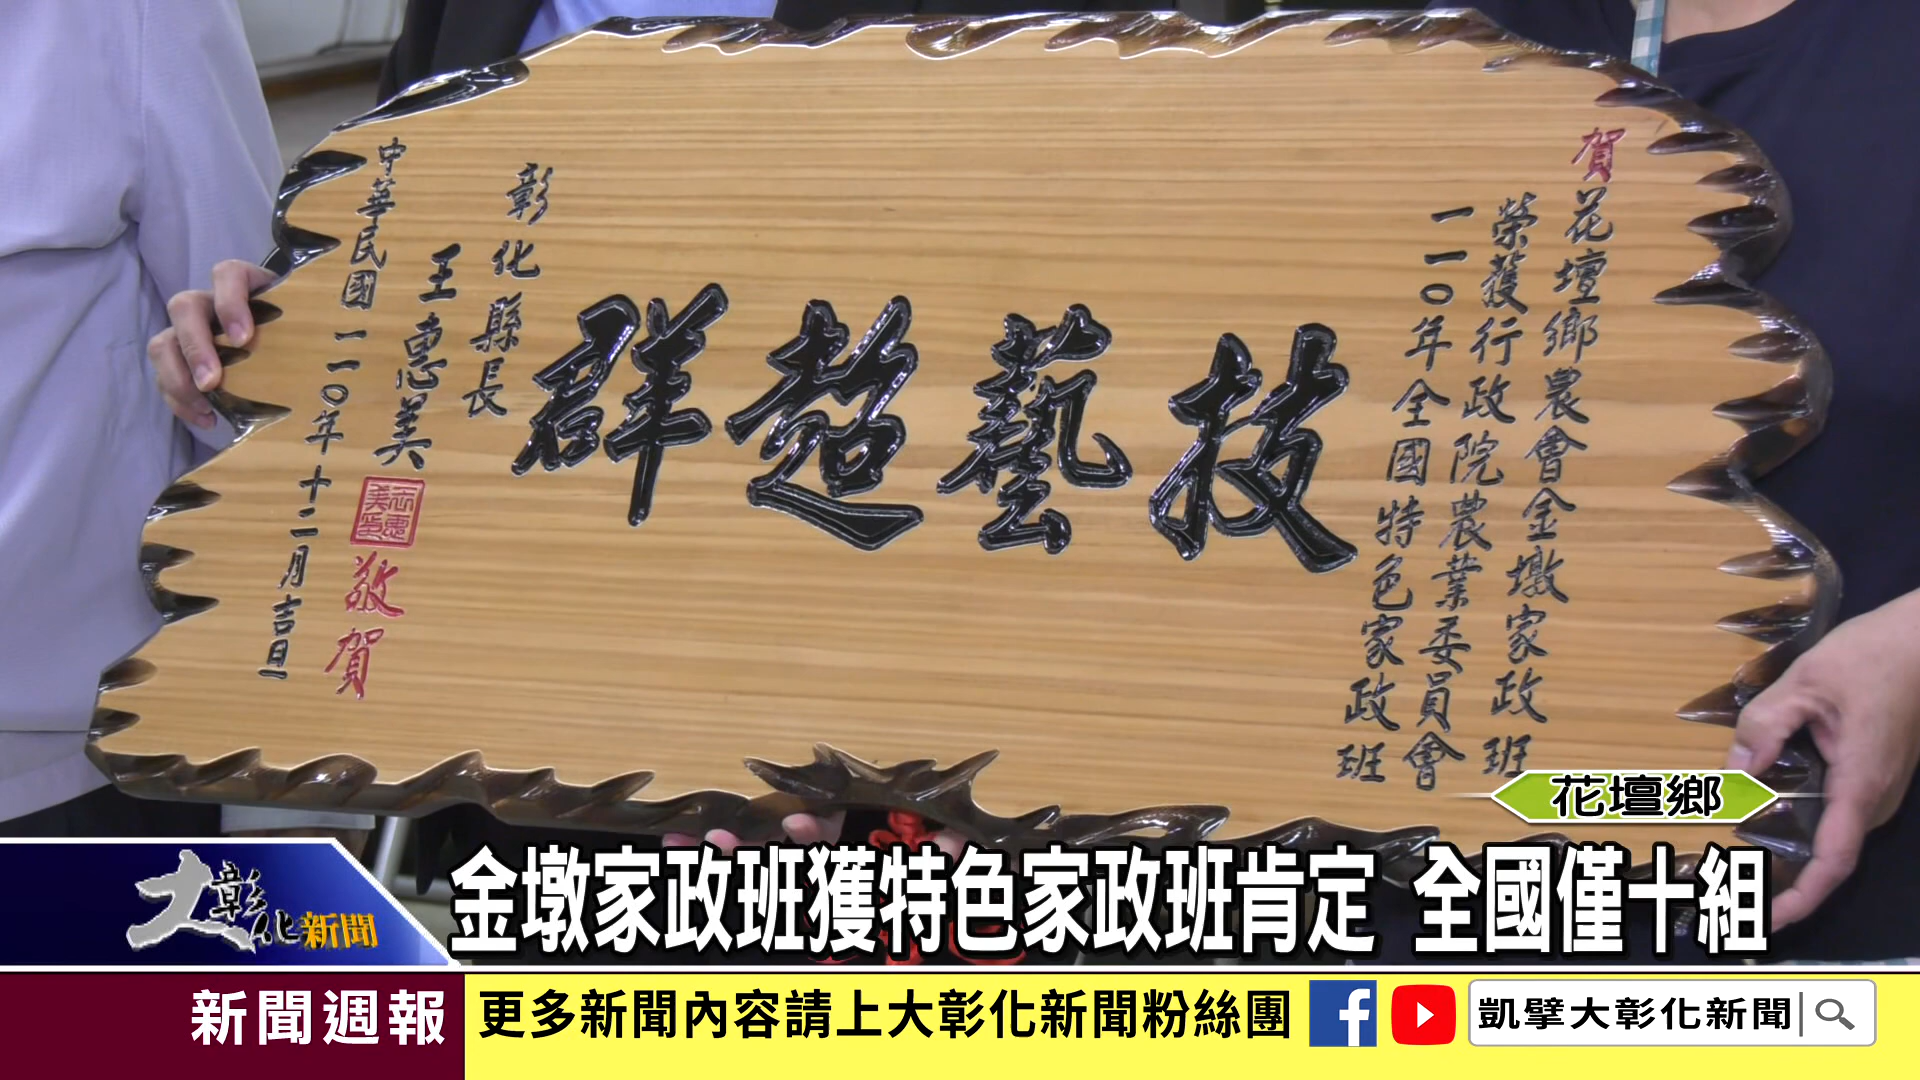 賀花壇鄉農會金墩家政班
榮獲行政院農業委員會
一一〇年全國特色家政班
技藝超群
彰化縣長
王惠美
敬賀
中華民國一一〇年十二月吉旦
花壇鄉
大彰化新聞
金墩家政班獲特色家政班肯定 全國僅十組
新聞週報
更多新聞內容請上大彰化新聞粉絲團
凱擘大彰化新聞